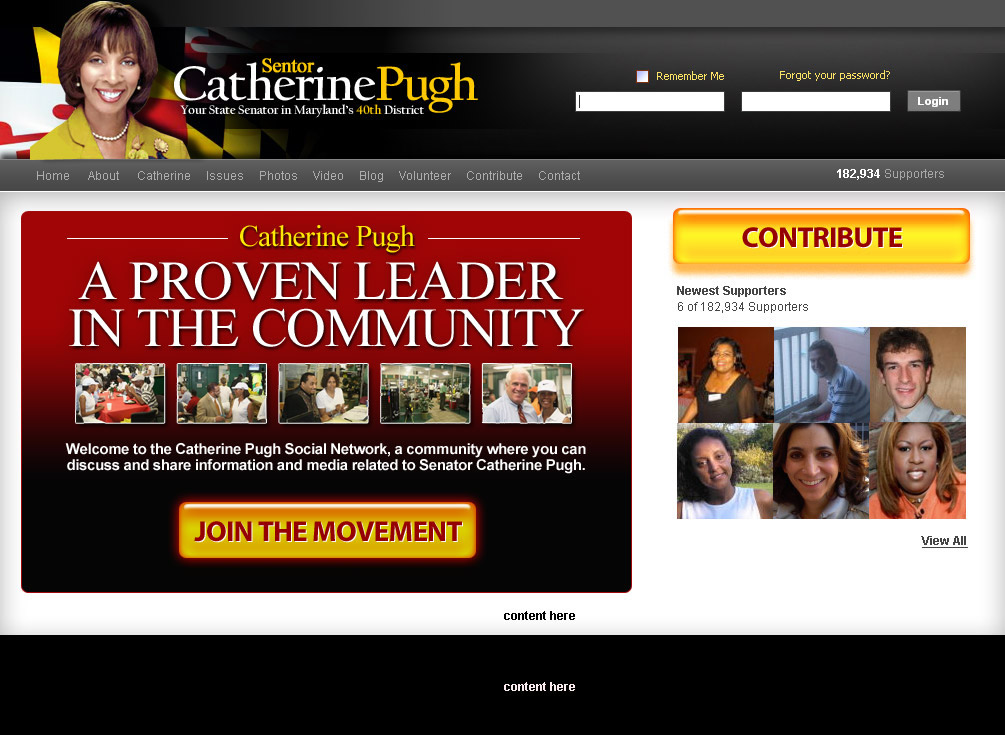 Sentor
Catherine Pugh
Your State Senator in Maryland's 40th District
Remember Me
Forgot your password?
Login
Home About Catherine Issues Photos Video Blog Volunteer Contribute Contact
182,934 Supporters
Catherine Pugh
A PROVEN LEADER
IN THE COMMUNITY
Welcome to the Catherine Pugh Social Network, a community where you can
discuss and share information and media related to Senator Catherine Pugh.
JOIN THE MOVEMENT
CONTRIBUTE
Newest Supporters
6 of 182,934 Supporters
View All
content here
content here